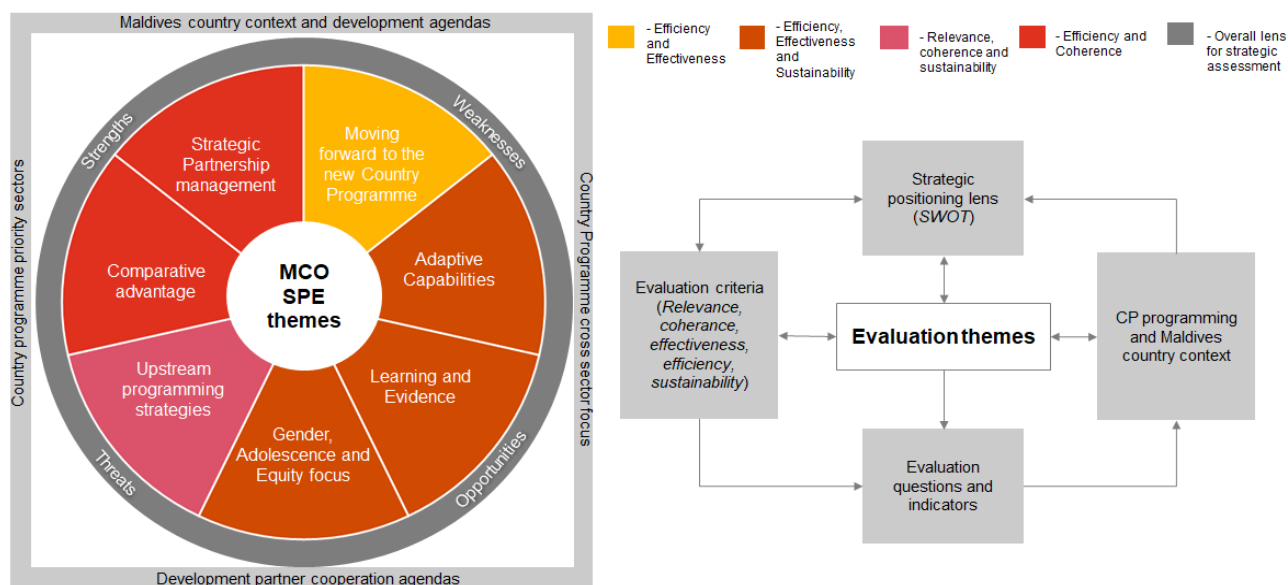 Maldives country context and development agendas
Country programme priority sectors
Country Programme cross sector focus
Development partner cooperation agendas
Strengths
Weaknesses
Opportunities
Threats
Strategic
Partnership
management
Moving
forward to the
new Country
Programme
Comparative
advantage
Adaptive
Capabilities
MCO
SPE
themes
Upstream
programming
strategies
Learning and
Evidence
Gender,
Adolescence and
Equity focus
- Efficiency
and
Effectiveness
- Efficiency,
Effectiveness
and
Sustainability
- Relevance,
coherence and
sustainability
- Efficiency and
Coherence
- Overall lens
for strategic
assessment
Strategic
positioning lens
(SWOT)
Evaluation criteria
(Relevance,
coherance,
effectiveness,
efficiency,
sustainability)
Evaluation themes
CP programming
and Maldives
country context
Evaluation
questions and
indicators